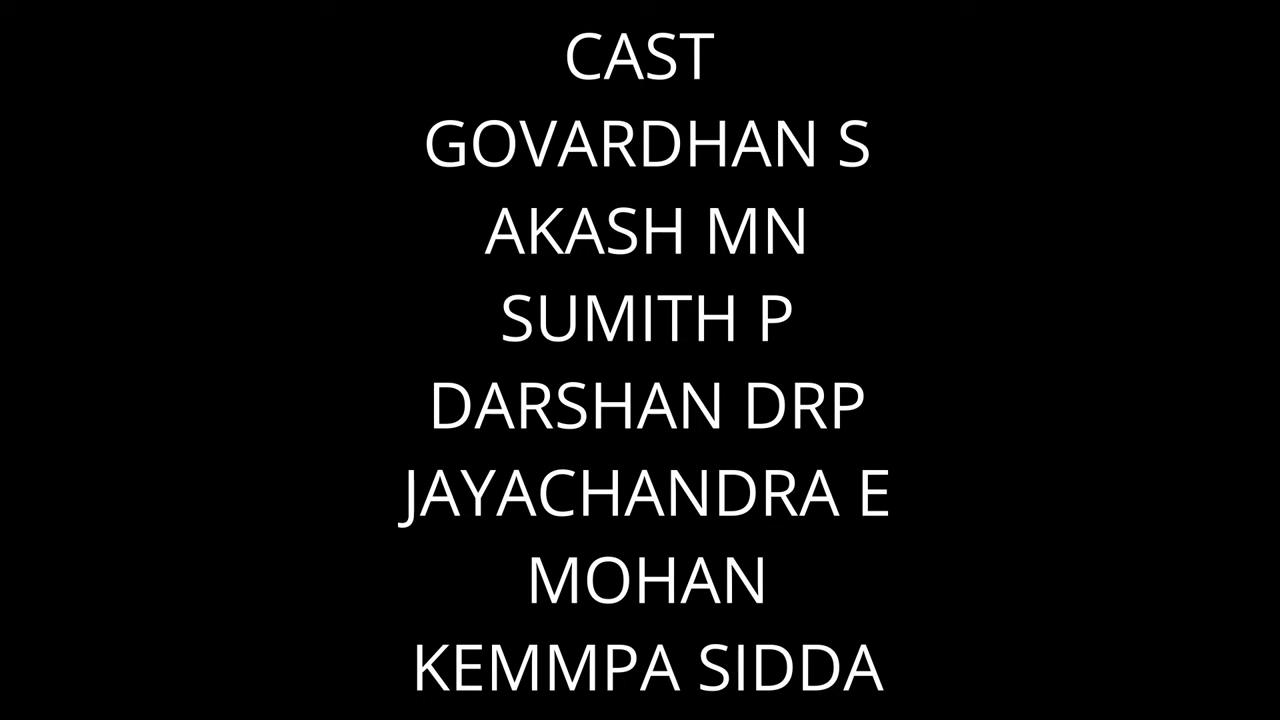 CAST
GOVARDHAN S
AKASH MN
SUMITH P
DARSHAN DRP
JAYACHANDRA E
MOHAN
KEMMPA SIDDA